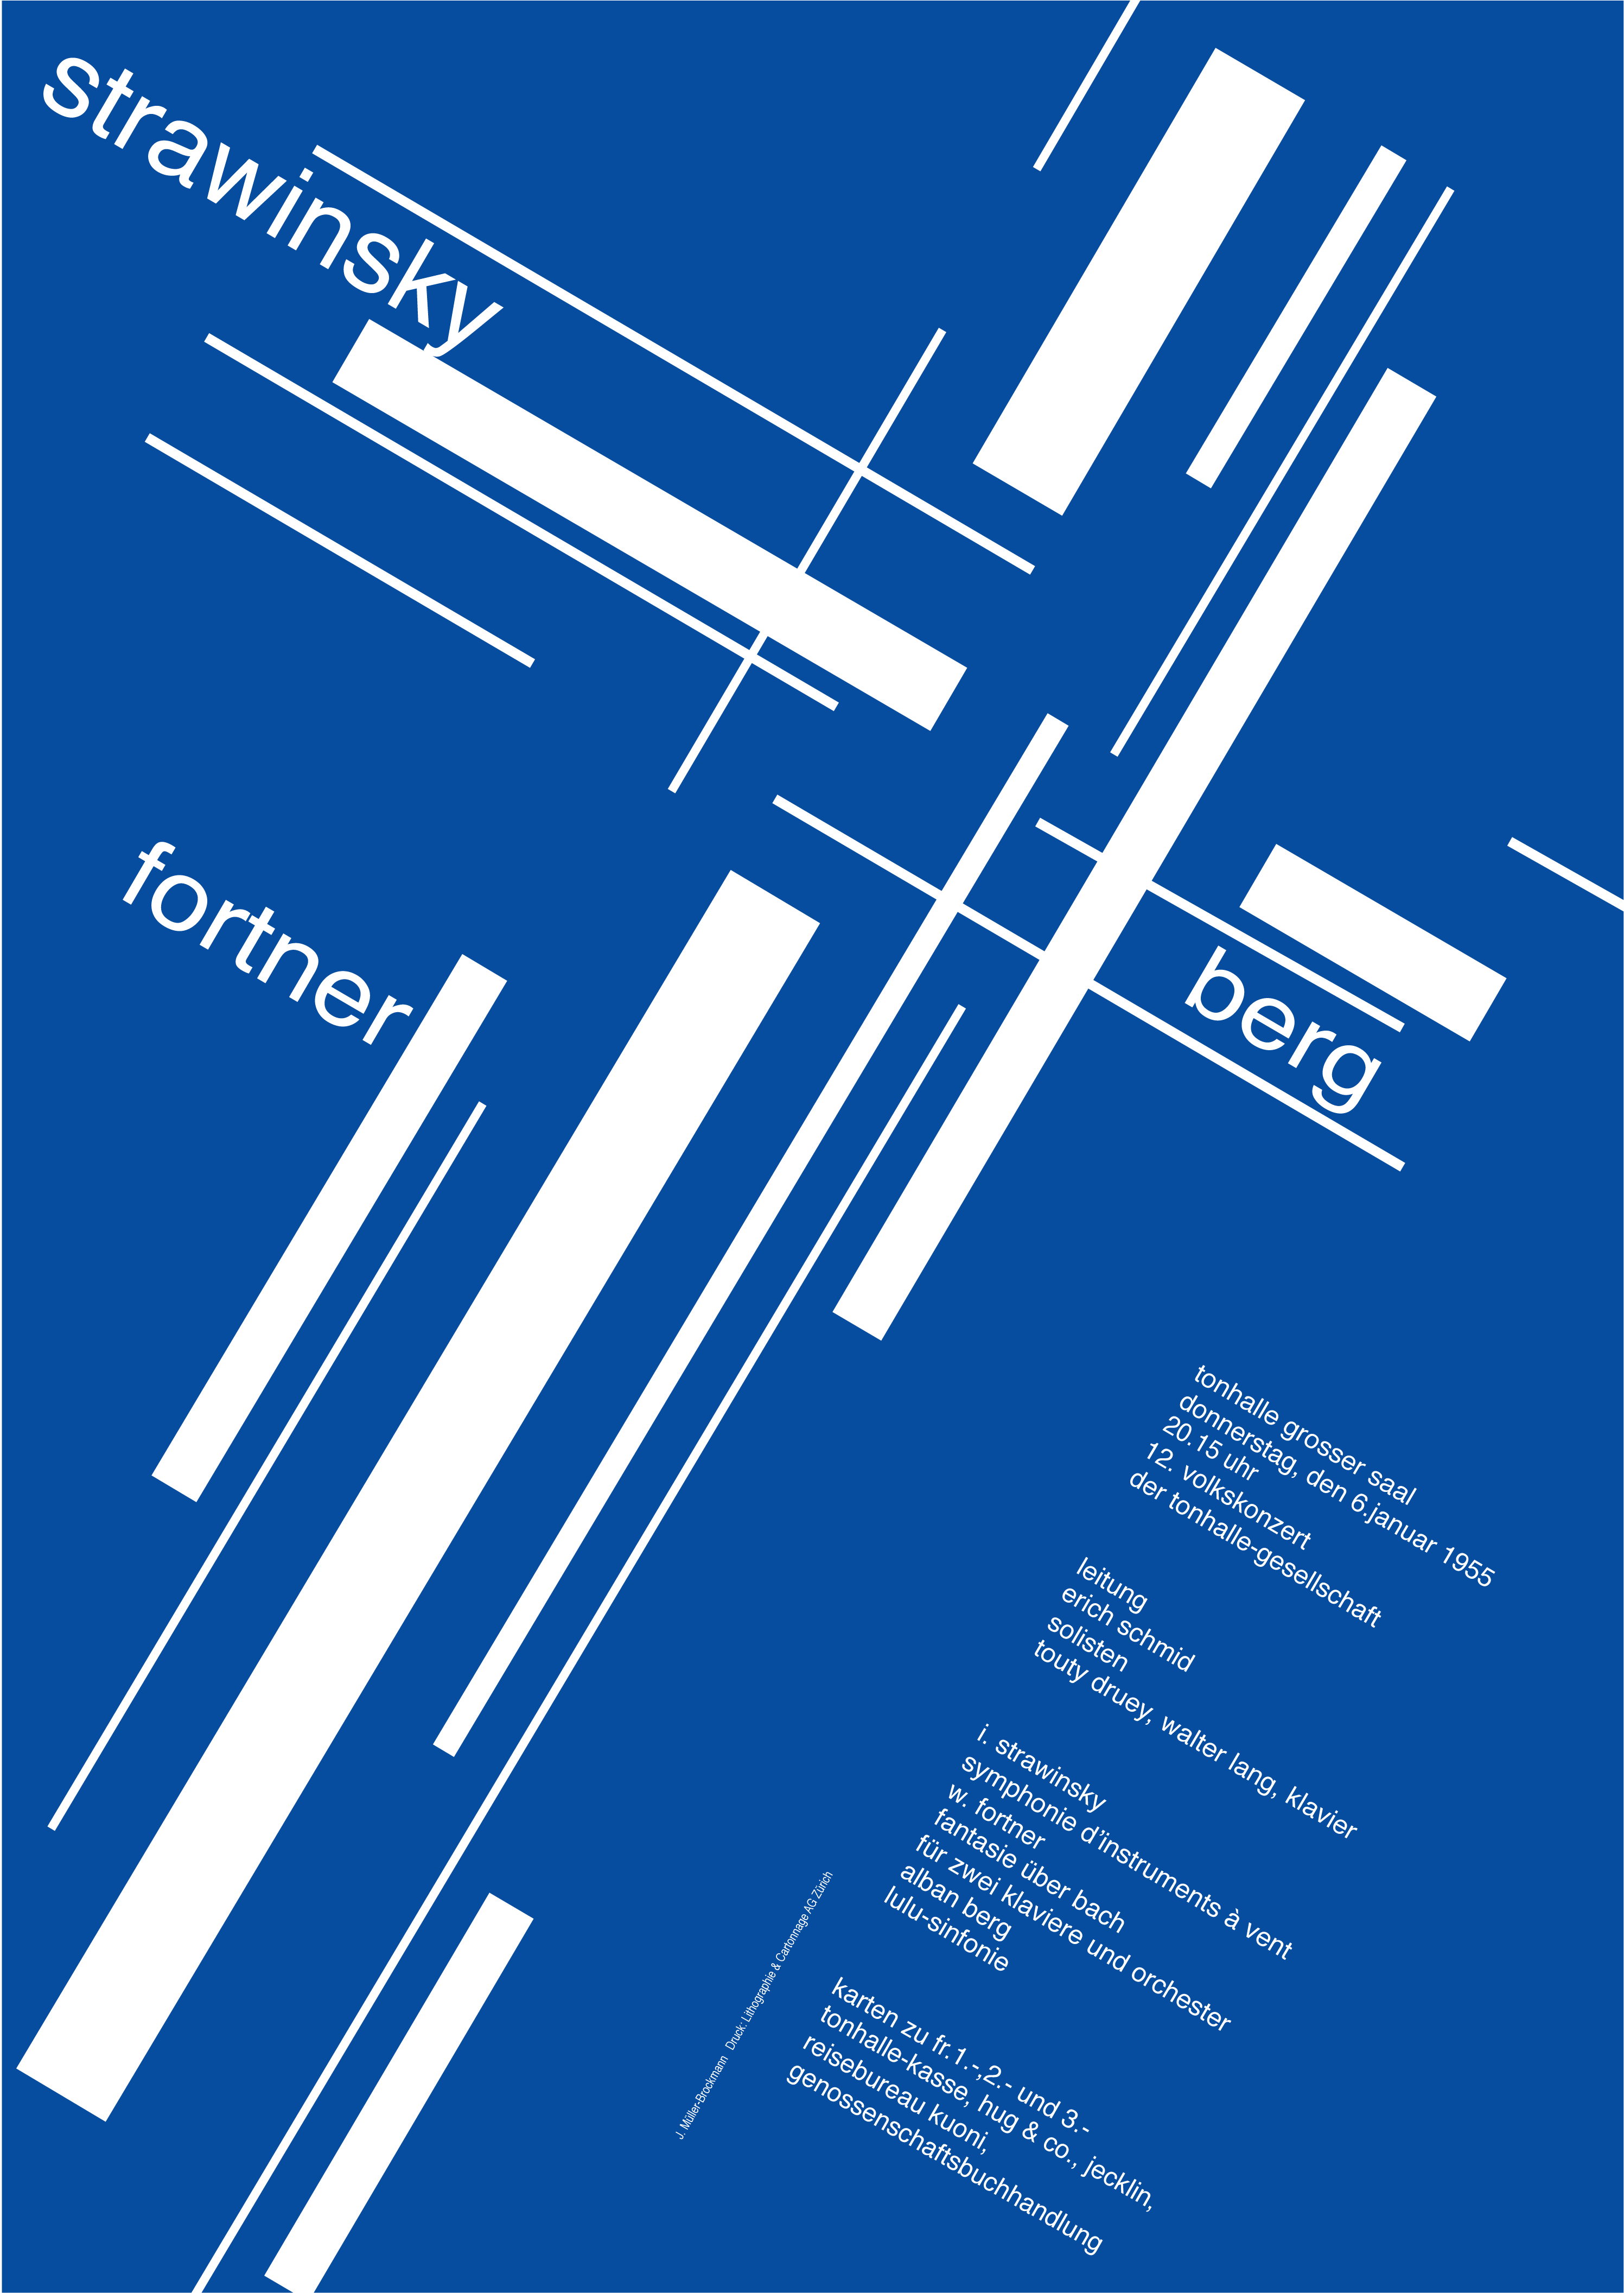 strawinsky
fortner
berg
tonhalle grosser saal
donnerstag, den 6.januar 1955
20.15 uhr
12. volkskonzert
der tonhalle-gesellschaft
leitung
erich schmid
solisten
touty druey, walter lang, klavier
i. strawinsky
symphonie d'instruments à vent
w. fortner
fantasie über bach
für zwei klaviere und orchester
alban berg
lulu-sinfonie
karten zu fr.1.-,2.- und 3.-
tonhalle-kasse, hug & co., jecklin,
reisebureau kuoni,
genossenschaftsbuchhandlung
J. Müller-Brockmann Druck: Lithographie & Cartonnage AG Zürich